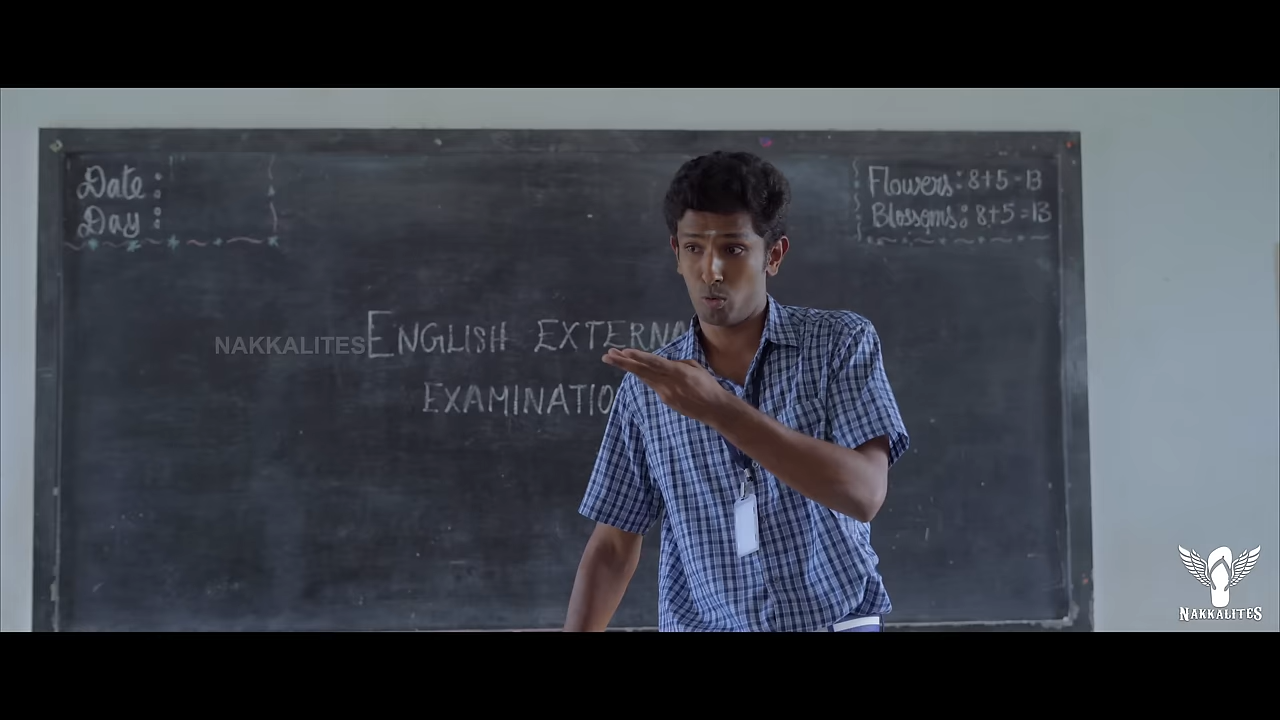 Date :
Day :
Flowers: 8+5=13
Blossoms: 8+5=13
NAKKALITES
ENGLISH EXTERNA
EXAMINATIO
NAKKALITES